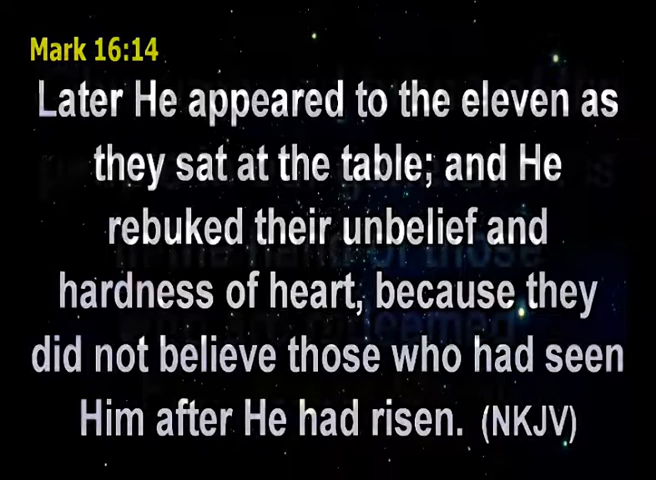 Mark 16:14
Later He appeared to the eleven as
they sat at the table; and He
rebuked their unbelief and
hardness of heart, because they
did not believe those who had seen
Him after He had risen. (NKJV)